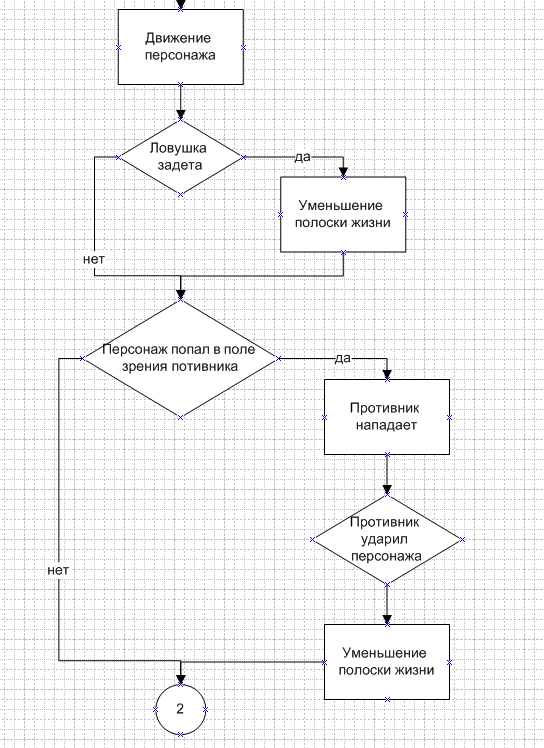 Движение
персонажа
Ловушка
задета
да
Уменьшение
полоски жизни
нет
Персонаж попал в поле
зрения потивника
да
Противник
нападает
Противник
ударил
персонажа
нет
Уменьшение
полоски жизни
2